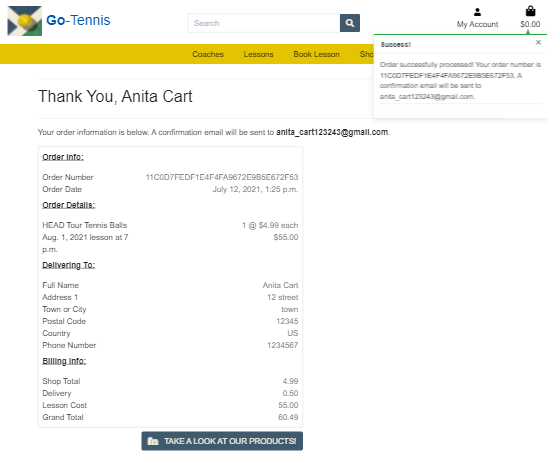 Go-Tennis
Search
My Account
$0.00
Coaches
Lessons
Book Lesson
Sho
Success!
×
Order successfully processed! Your order number is
11C0D7FEDF1E4F4FA9672E9B5E672F53. A
confirmation email will be sent to
anita_cart123243@gmail.com.
Thank You, Anita Cart
Your order information is below. A confirmation email will be sent to anita_cart123243@gmail.com.
Order Info:
Order Number 11C0D7FEDF1E4F4FA9672E9B5E672F53
Order Date July 12, 2021, 1:25 p.m.
Order Details:
HEAD Tour Tennis Balls 1 @ $4.99 each
Aug. 1, 2021 lesson at 7 $55.00
p.m.
Delivering To:
Full Name Anita Cart
Address 1 12 street
Town or City town
Postal Code 12345
Country US
Phone Number 1234567
Billing Info:
Shop Total 4.99
Delivery 0.50
Lesson Cost 55.00
Grand Total 60.49
TAKE A LOOK AT OUR PRODUCTS!